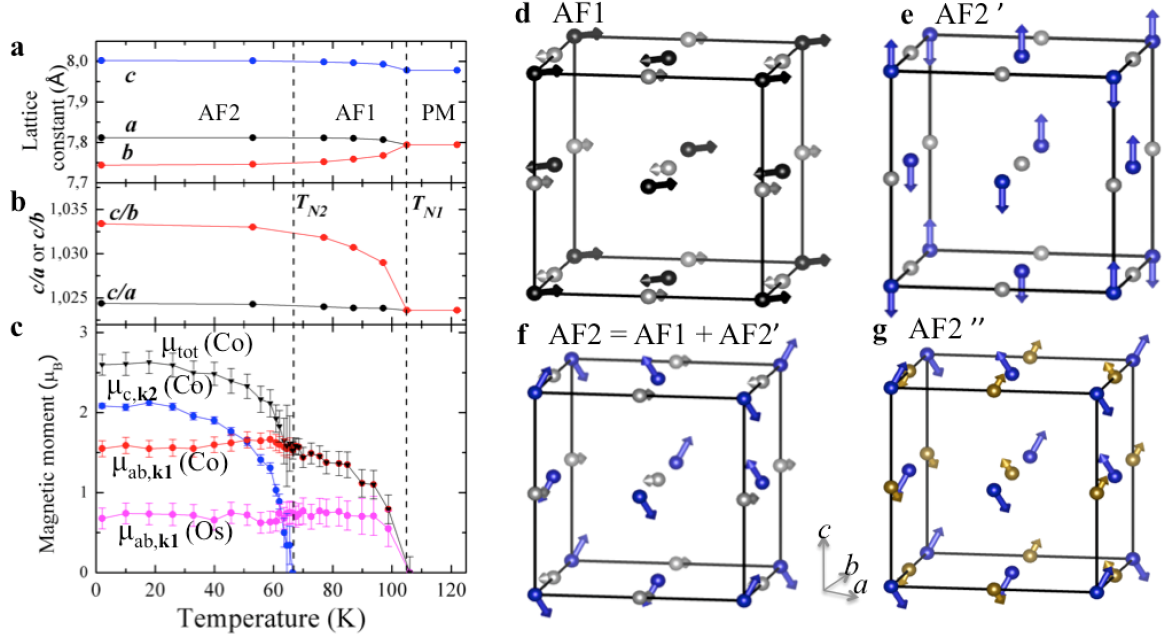 a
8,0
7,9
7,8
7,7
Lattice
constant (Å)
c
AF2
AF1
PM
a
b
b
1,035
1,030
1,025
c/a or c/b
c/b
T_N2
T_N1
c/a
c
3
2
1
0
Magnetic moment (μ_B)
μ_tot (Co)
μ_c,k2 (Co)
μ_ab,k1 (Co)
μ_ab,k1 (Os)
0
20
40
60
80
100
120
Temperature (K)
d
AF1
e
AF2 '
f
AF2 = AF1 + AF2'
g
AF2 ''
c
b
a